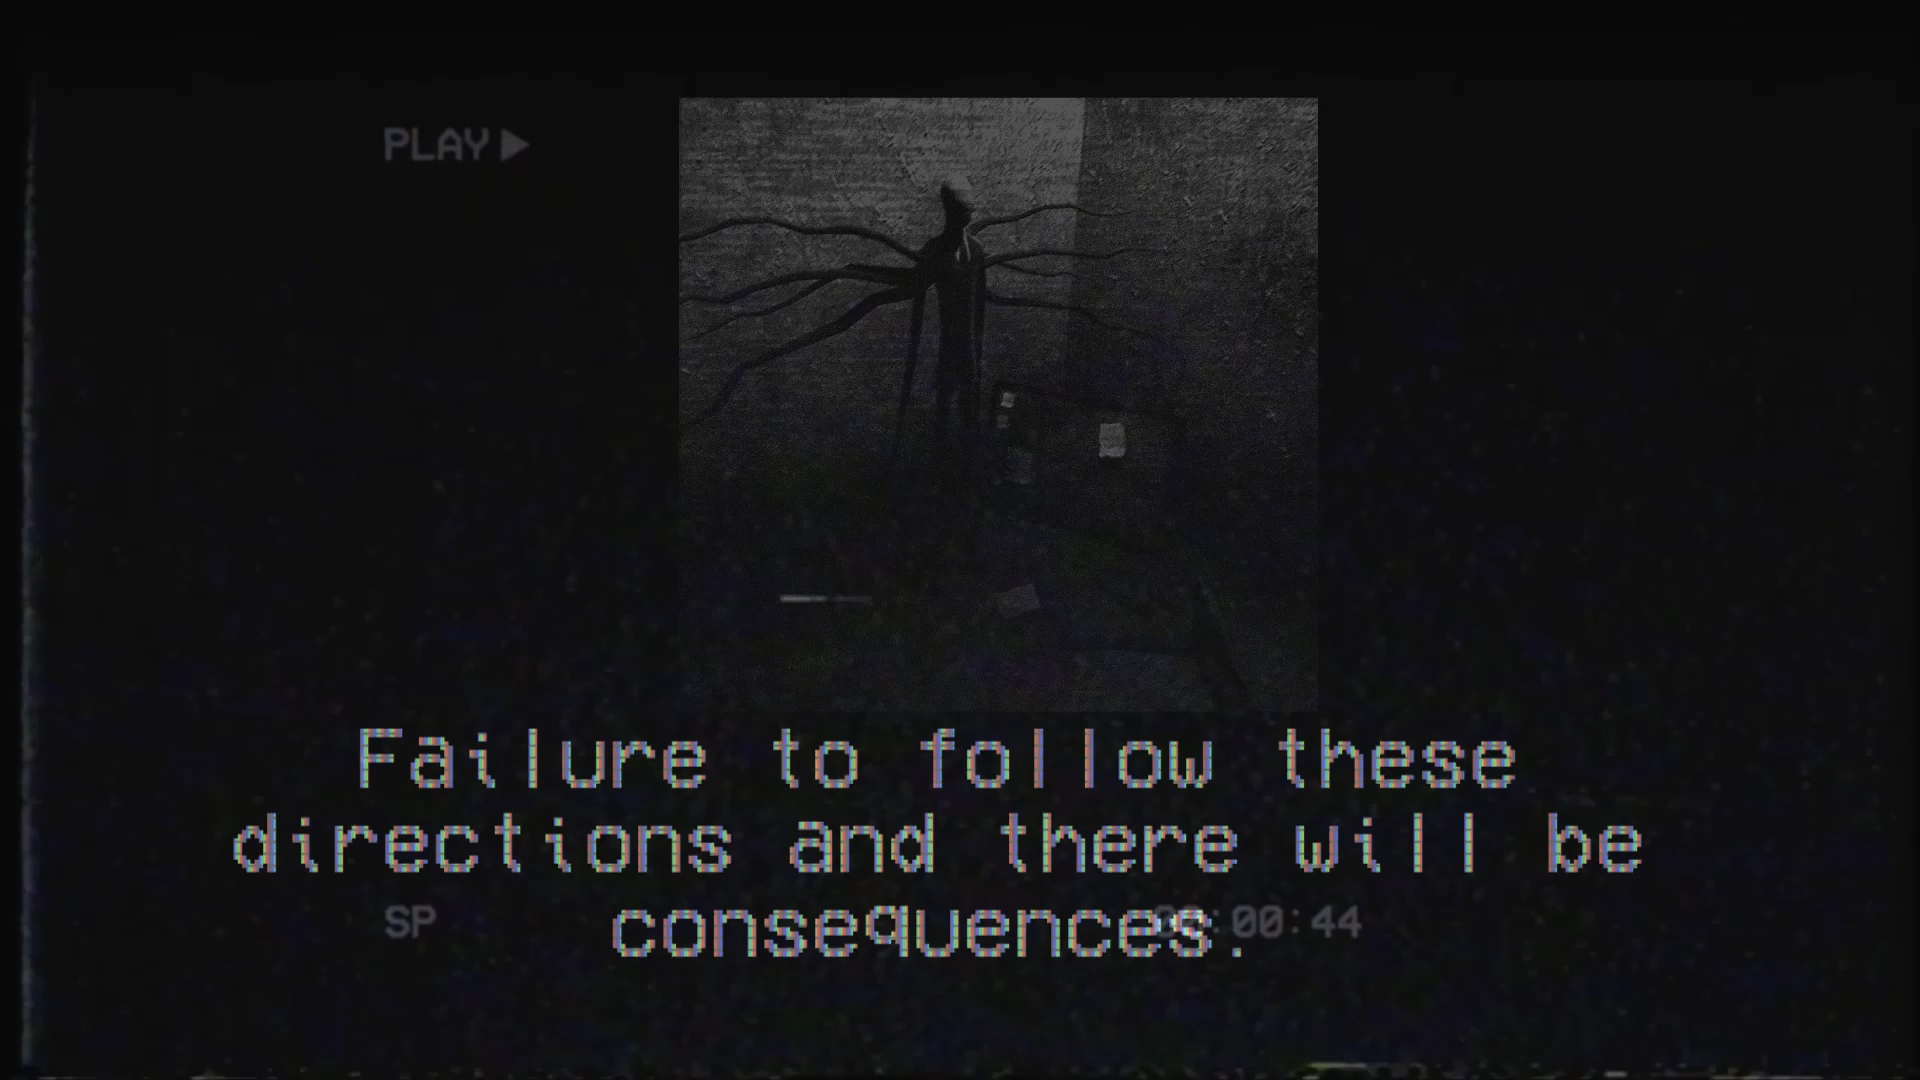 PLAY
Failure to follow these
directions and there will be
consequences.
SP
:00:44